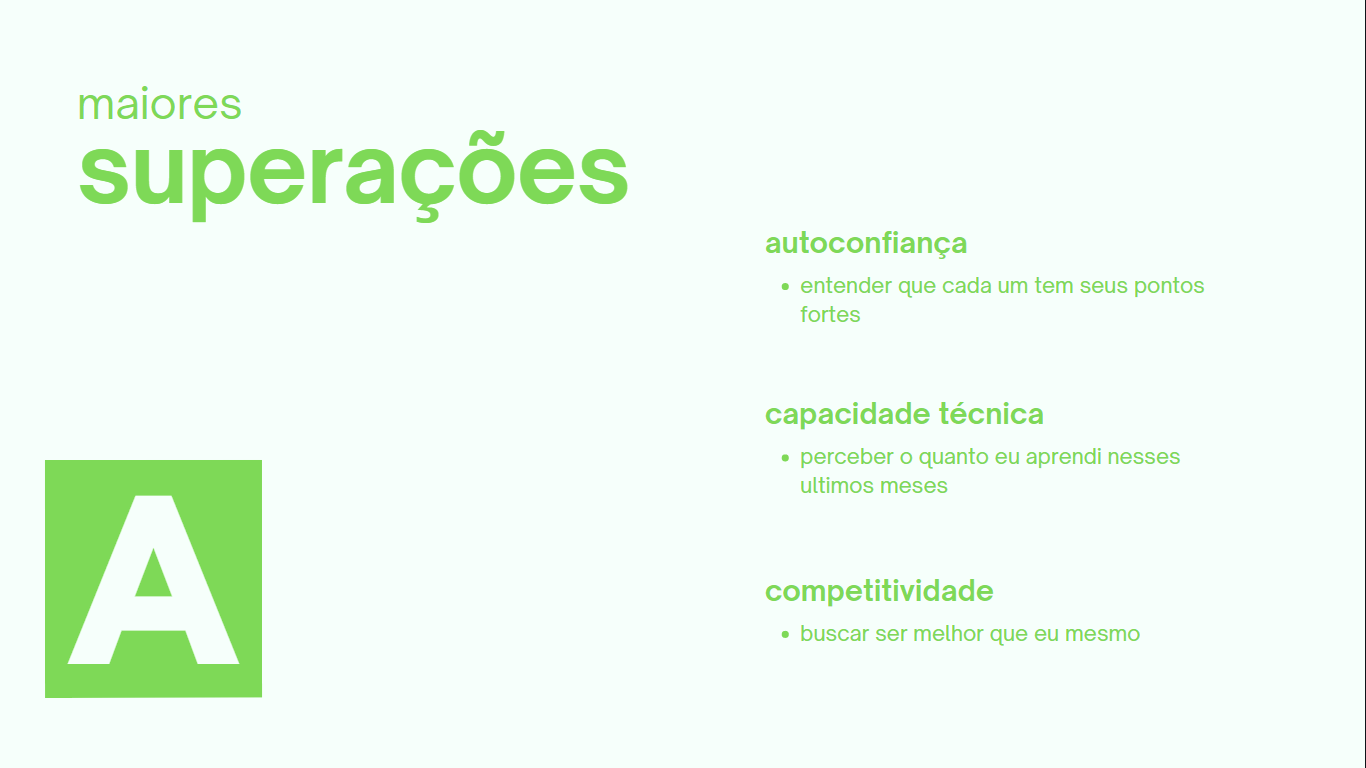 maiores
superações
autoconfiança
• entender que cada um tem seus pontos
fortes
capacidade técnica
• perceber o quanto eu aprendi nesses
ultimos meses
competitividade
• buscar ser melhor que eu mesmo
A